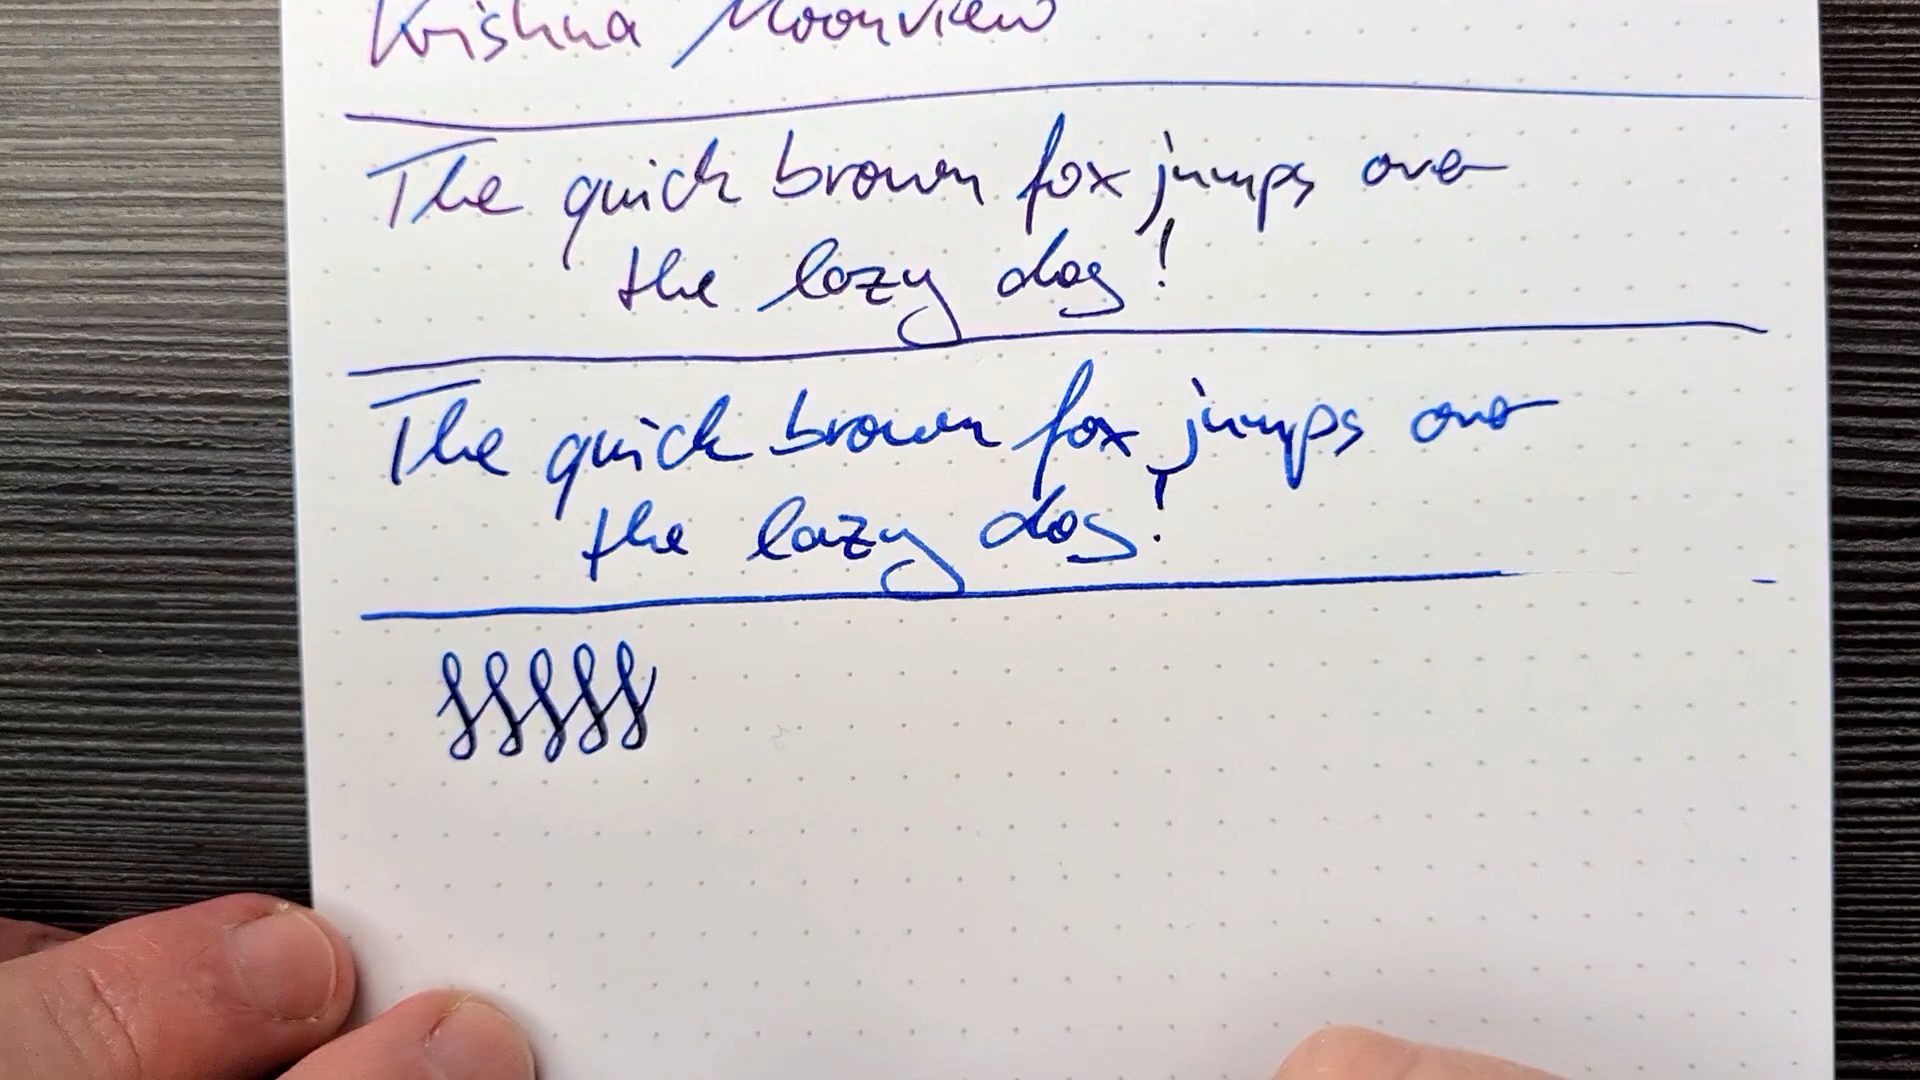 Krishna Moonview
The quick brown fox jumps over
the lazy dog!
The quick brown fox jumps over
the lazy dog!